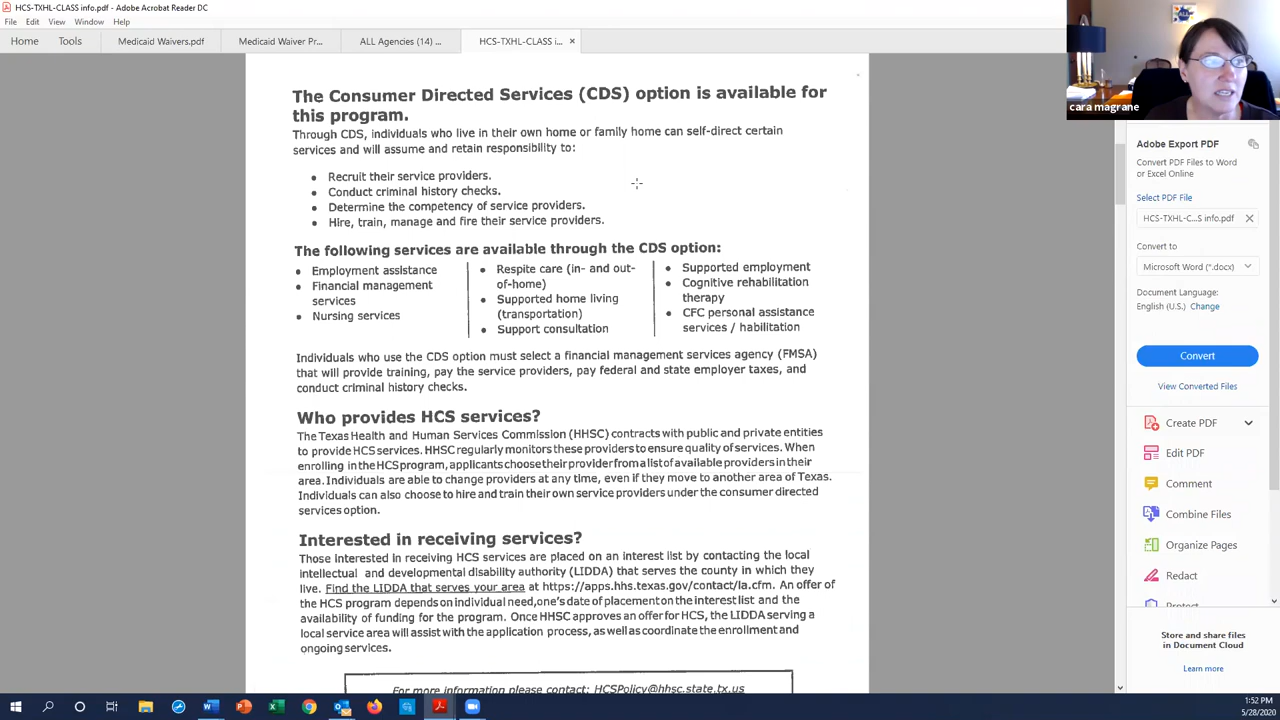 HCS-TXHL-CLASS info.pdf - Adobe Acrobat Reader DC
File Edit View Window Help
Home Tools Medicaid Waivers.pdf Medicaid Waiver Pr... ALL Agencies (14) ... HCS-TXHL-CLASS i... ×
cara magrane
The Consumer Directed Services (CDS) option is available for
this program.
Through CDS, individuals who live in their own home or family home can self-direct certain
services and will assume and retain responsibility to:
• Recruit their service providers.
• Conduct criminal history checks.
• Determine the competency of service providers.
• Hire, train, manage and fire their service providers.
The following services are available through the CDS option:
• Employment assistance
• Financial management
services
• Nursing services
• Respite care (in- and out-
of-home)
• Supported home living
(transportation)
• Support consultation
• Supported employment
• Cognitive rehabilitation
therapy
• CFC personal assistance
services / habilitation
Individuals who use the CDS option must select a financial management services agency (FMSA)
that will provide training, pay the service providers, pay federal and state employer taxes, and
conduct criminal history checks.
Who provides HCS services?
The Texas Health and Human Services Commission (HHSC) contracts with public and private entities
to provide HCS services. HHSC regularly monitors these providers to ensure quality of services. When
enrolling in the HCS program, applicants choose their provider from a list of available providers in their
area. Individuals are able to change providers at any time, even if they move to another area of Texas.
Individuals can also choose to hire and train their own service providers under the consumer directed
services option.
Interested in receiving services?
Those interested in receiving HCS services are placed on an interest list by contacting the local
intellectual and developmental disability authority (LIDDA) that serves the county in which they
live. Find the LIDDA that serves your area at https://apps.hhs.texas.gov/contact/la.cfm. An offer of
the HCS program depends on individual need, one's date of placement on the interest list and the
availability of funding for the program. Once HHSC approves an offer for HCS, the LIDDA serving a
local service area will assist with the application process, as well as coordinate the enrollment and
ongoing services.
For more information please contact: HCSPolicy@hhsc.state.tx.us
Adobe Export PDF
Convert PDF Files to Word
or Excel Online
Select PDF File
HCS-TXHL-C...S info.pdf ×
Convert to
Microsoft Word (*.docx)
Document Language:
English (U.S.) Change
Convert
View Converted Files
Create PDF
Edit PDF
Comment
Combine Files
Organize Pages
Redact
Protect
Store and share files
in Document Cloud
Learn more
1:52 PM
5/28/2020